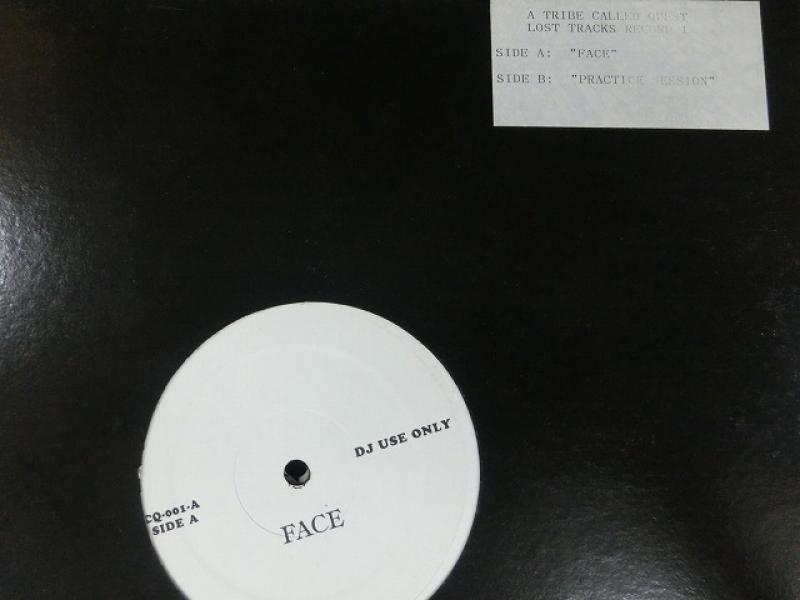 A TRIBE CALLED QUEST
LOST TRACKS RECORD 1
SIDE A: "FACE"
SIDE B: "PRACTICE SESSION"
DJ USE ONLY
CQ-001-A
SIDE A
FACE